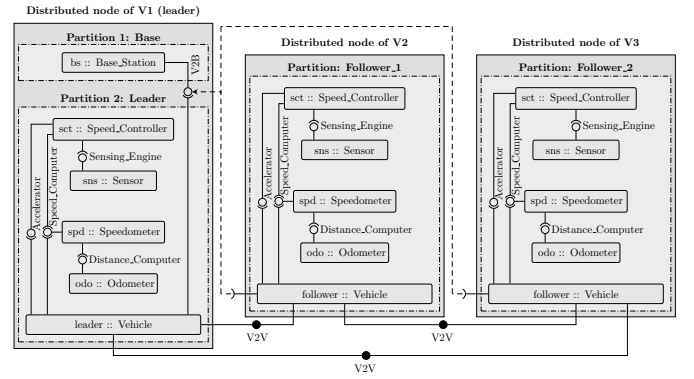 Distributed node of V1 (leader)
Partition 1: Base
bs :: Base_Station
V2B
Partition 2: Leader
sct :: Speed_Controller
Sensing_Engine
sns :: Sensor
Accelerator
Speed_Computer
spd :: Speedometer
Distance_Computer
odo :: Odometer
leader :: Vehicle
Distributed node of V2
Partition: Follower_1
sct :: Speed_Controller
Sensing_Engine
sns :: Sensor
Accelerator
Speed_Computer
spd :: Speedometer
Distance_Computer
odo :: Odometer
follower :: Vehicle
Distributed node of V3
Partition: Follower_2
sct :: Speed_Controller
Sensing_Engine
sns :: Sensor
Accelerator
Speed_Computer
spd :: Speedometer
Distance_Computer
odo :: Odometer
follower :: Vehicle
V2V
V2V
V2V